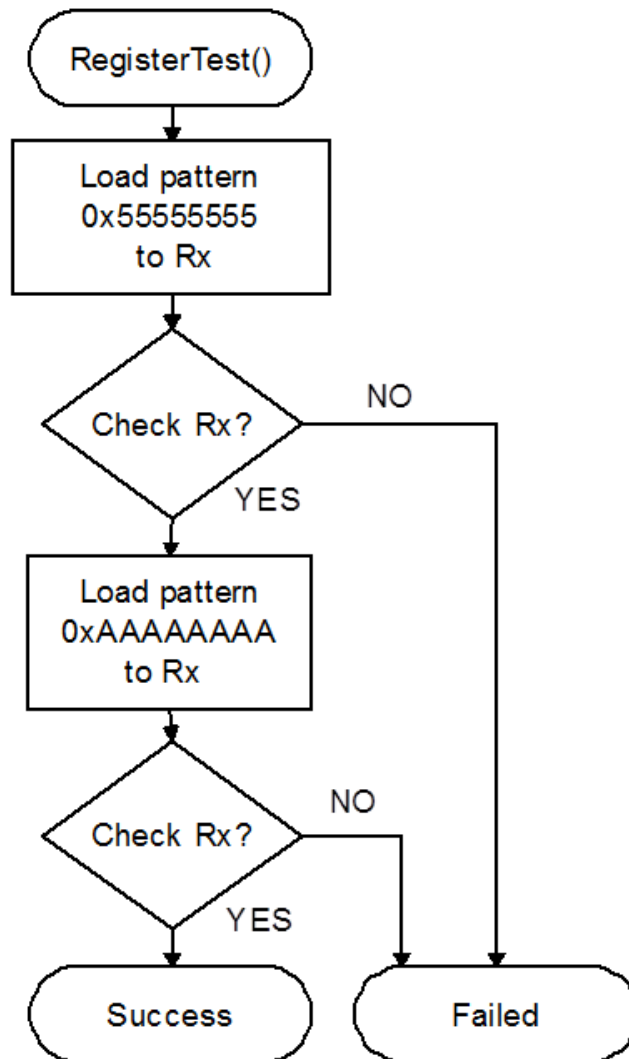 RegisterTest()
Load pattern
0x55555555
to Rx
Check Rx?
NO
YES
Load pattern
0xAAAAAAAA
to Rx
Check Rx?
NO
YES
Success
Failed